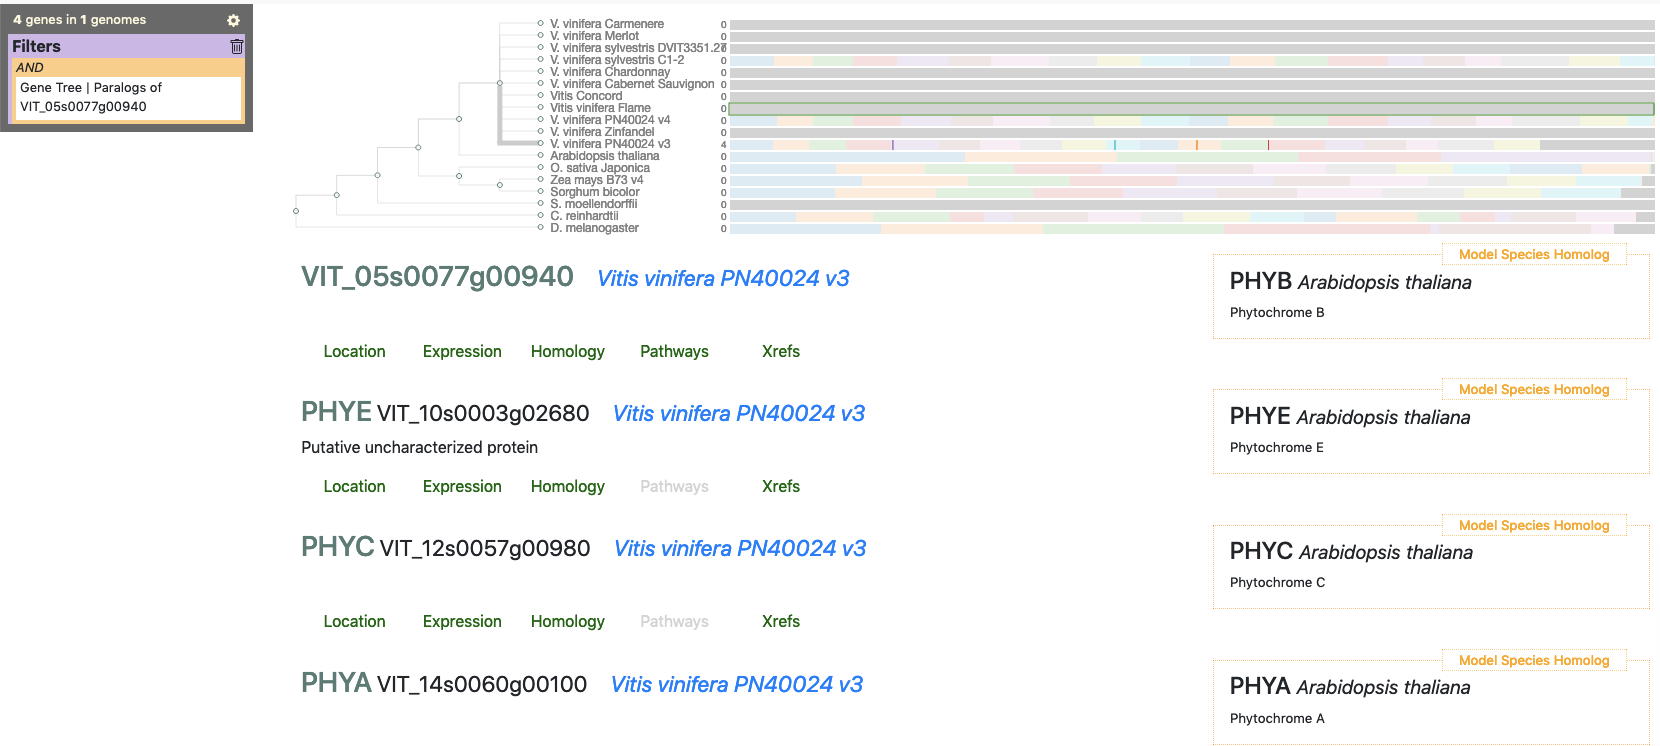 4 genes in 1 genomes
Filters
AND
Gene Tree | Paralogs of
VIT_05s0077g00940
V. vinifera Carmenere 0
V. vinifera Merlot 0
V. vinifera sylvestris DVIT3351.27 0
V. vinifera sylvestris C1-2 0
V. vinifera Chardonnay 0
V. vinifera Cabernet Sauvignon 0
Vitis Concord 0
Vitis vinifera Flame 0
V. vinifera PN40024 v4 0
V. vinifera Zinfandel 0
V. vinifera PN40024 v3 4
Arabidopsis thaliana 0
O. sativa Japonica 0
Zea mays B73 v4 0
Sorghum bicolor 0
S. moellendorffii 0
C. reinhardtii 0
D. melanogaster 0
VIT_05s0077g00940 Vitis vinifera PN40024 v3
Model Species Homolog
PHYB Arabidopsis thaliana
Phytochrome B
Location Expression Homology Pathways Xrefs
PHYE VIT_10s0003g02680 Vitis vinifera PN40024 v3
Putative uncharacterized protein
Model Species Homolog
PHYE Arabidopsis thaliana
Phytochrome E
Location Expression Homology Pathways Xrefs
PHYC VIT_12s0057g00980 Vitis vinifera PN40024 v3
Model Species Homolog
PHYC Arabidopsis thaliana
Phytochrome C
Location Expression Homology Pathways Xrefs
PHYA VIT_14s0060g00100 Vitis vinifera PN40024 v3
Model Species Homolog
PHYA Arabidopsis thaliana
Phytochrome A